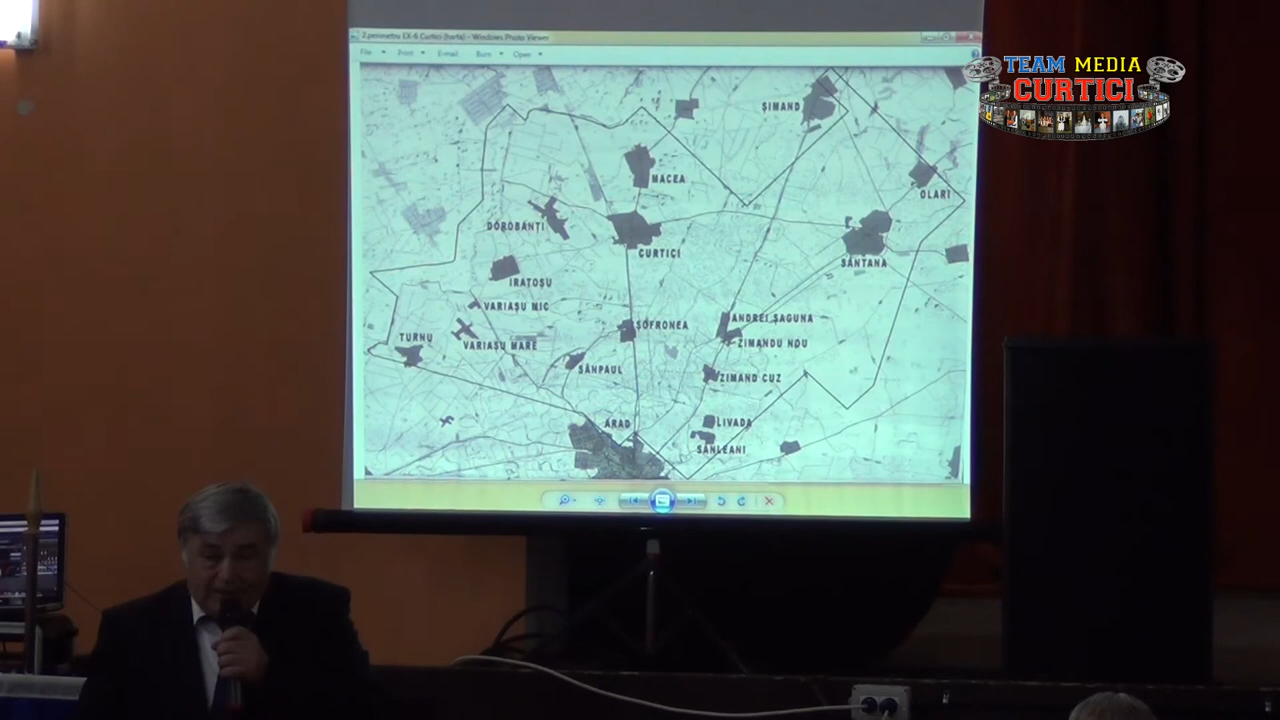 2.perimetru EX-6 Curtici (harta) - Windows Photo Viewer
File Print E-mail Burn Open
TEAM MEDIA
CURTICI
ŞIMAND
MACEA
OLARI
DOROBANŢI
CURTICI
SÂNTANA
IRATOŞU
VARIAŞU MIC
ANDREI ŞAGUNA
SOFRONEA
TURNU
VARIAŞU MARE
ZIMANDU NOU
SÂNPAUL
ZIMAND CUZ
ARAD
LIVADA
SÂNLEANI